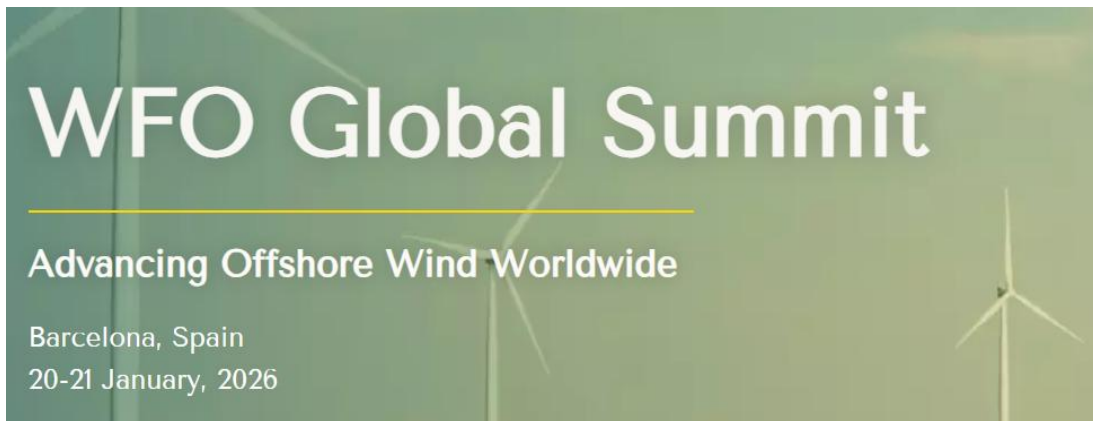 WFO Global Summit
Advancing Offshore Wind Worldwide
Barcelona, Spain
20-21 January, 2026